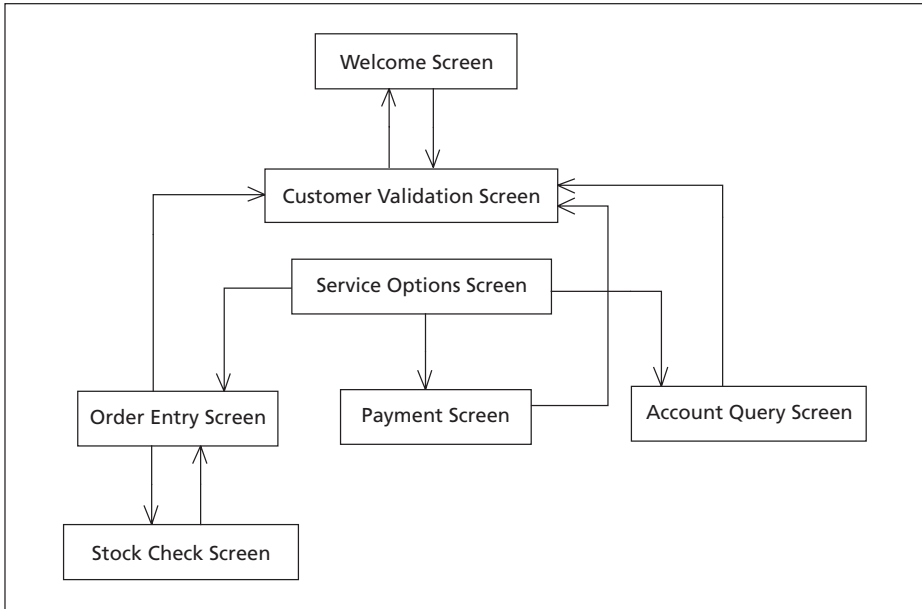 Welcome Screen
Customer Validation Screen
Service Options Screen
Order Entry Screen
Payment Screen
Account Query Screen
Stock Check Screen